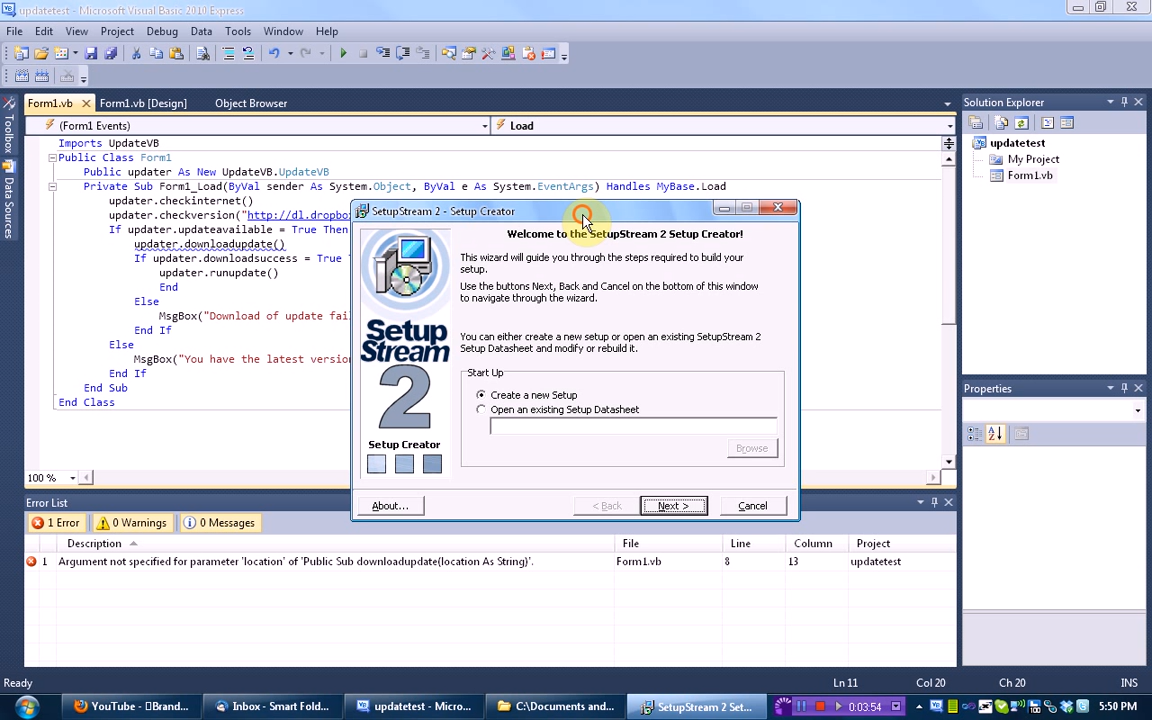 updatetest - Microsoft Visual Basic 2010 Express
File Edit View Project Debug Data Tools Window Help
Form1.vb Form1.vb [Design] Object Browser
(Form1 Events) Load
Imports UpdateVB
Public Class Form1
Public updater As New UpdateVB.UpdateVB
Private Sub Form1_Load(ByVal sender As System.Object, ByVal e As System.EventArgs) Handles MyBase.Load
updater.checkinternet()
updater.checkversion("http://dl.dropbo
If updater.updateavailable = True Then
updater.downloadupdate()
If updater.downloadsuccess = True T
updater.runupdate()
End
Else
MsgBox("Download of update fai
End If
Else
MsgBox("You have the latest version
End If
End Sub
End Class
100 %
Toolbox
Data Sources
SetupStream 2 - Setup Creator
Welcome to the SetupStream 2 Setup Creator!
This wizard will guide you through the steps required to build your
setup.
Use the buttons Next, Back and Cancel on the bottom of this window
to navigate through the wizard.
You can either create a new setup or open an existing SetupStream 2
Setup Datasheet and modify or rebuild it.
Start Up
Create a new Setup
Open an existing Setup Datasheet
Browse
Setup
Stream
2
Setup Creator
About... < Back Next > Cancel
Solution Explorer
updatetest
My Project
Form1.vb
Properties
Error List
1 Error 0 Warnings 0 Messages
Description File Line Column Project
1 Argument not specified for parameter 'location' of 'Public Sub downloadupdate(location As String)'. Form1.vb 8 13 updatetest
Ready Ln 11 Col 20 Ch 20 INS
YouTube - Brand... Inbox - Smart Fold... updatetest - Micro... C:\Documents and... SetupStream 2 Set... 0:03:54 5:50 PM